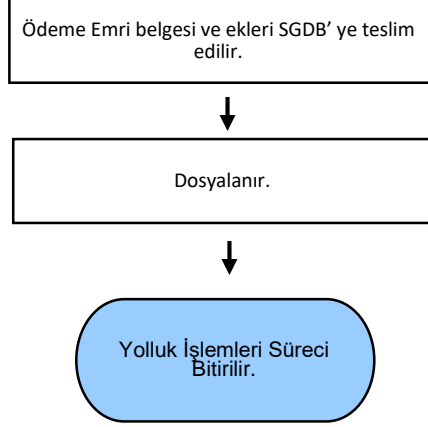 Ödeme Emri belgesi ve ekleri SGDB’ ye teslim
edilir.
Dosyalanır.
Yolluk İşlemleri Süreci
Bitirilir.